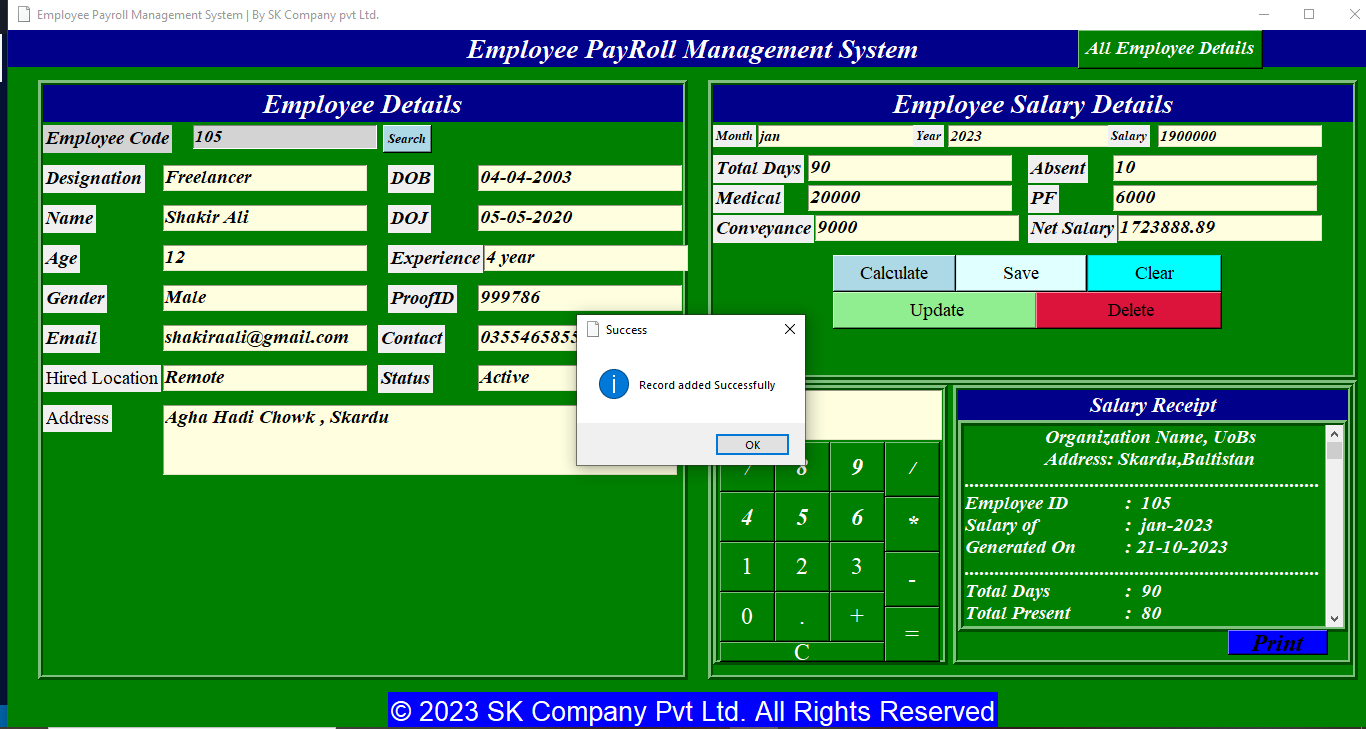 Employee Payroll Management System | By SK Company pvt Ltd.
Employee PayRoll Management System
All Employee Details
Employee Details
Employee Code 105 Search
Designation Freelancer DOB 04-04-2003
Name Shakir Ali DOJ 05-05-2020
Age 12 Experience 4 year
Gender Male ProofID 999786
Email shakiraali@gmail.com Contact 0355465855
Hired Location Remote Status Active
Address Agha Hadi Chowk , Skardu
Employee Salary Details
Month jan Year 2023 Salary 1900000
Total Days 90 Absent 10
Medical 20000 PF 6000
Conveyance 9000 Net Salary 1723888.89
Calculate Save Clear
Update Delete
Success
Record added Successfully
OK
7 8 9 /
4 5 6 *
1 2 3 -
0 . + =
C
Salary Receipt
Organization Name, UoBs
Address: Skardu,Baltistan
Employee ID : 105
Salary of : jan-2023
Generated On : 21-10-2023
Total Days : 90
Total Present : 80
Print
© 2023 SK Company Pvt Ltd. All Rights Reserved